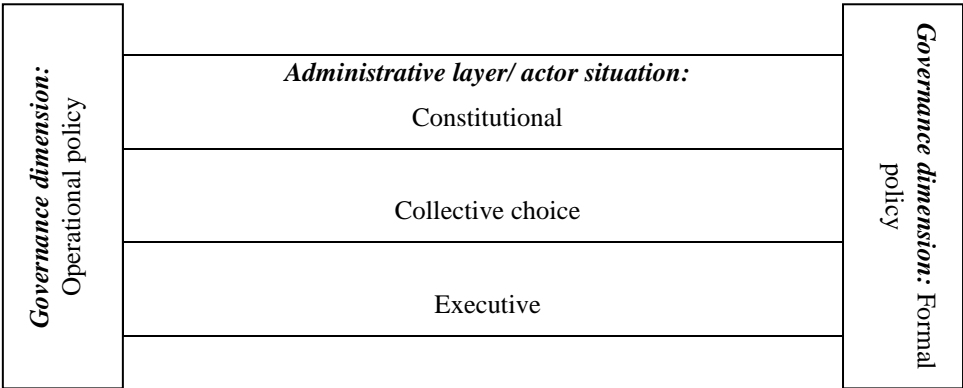 Governance dimension:
Operational policy
Administrative layer/ actor situation:
Constitutional
Collective choice
Executive
Governance dimension: Formal
policy